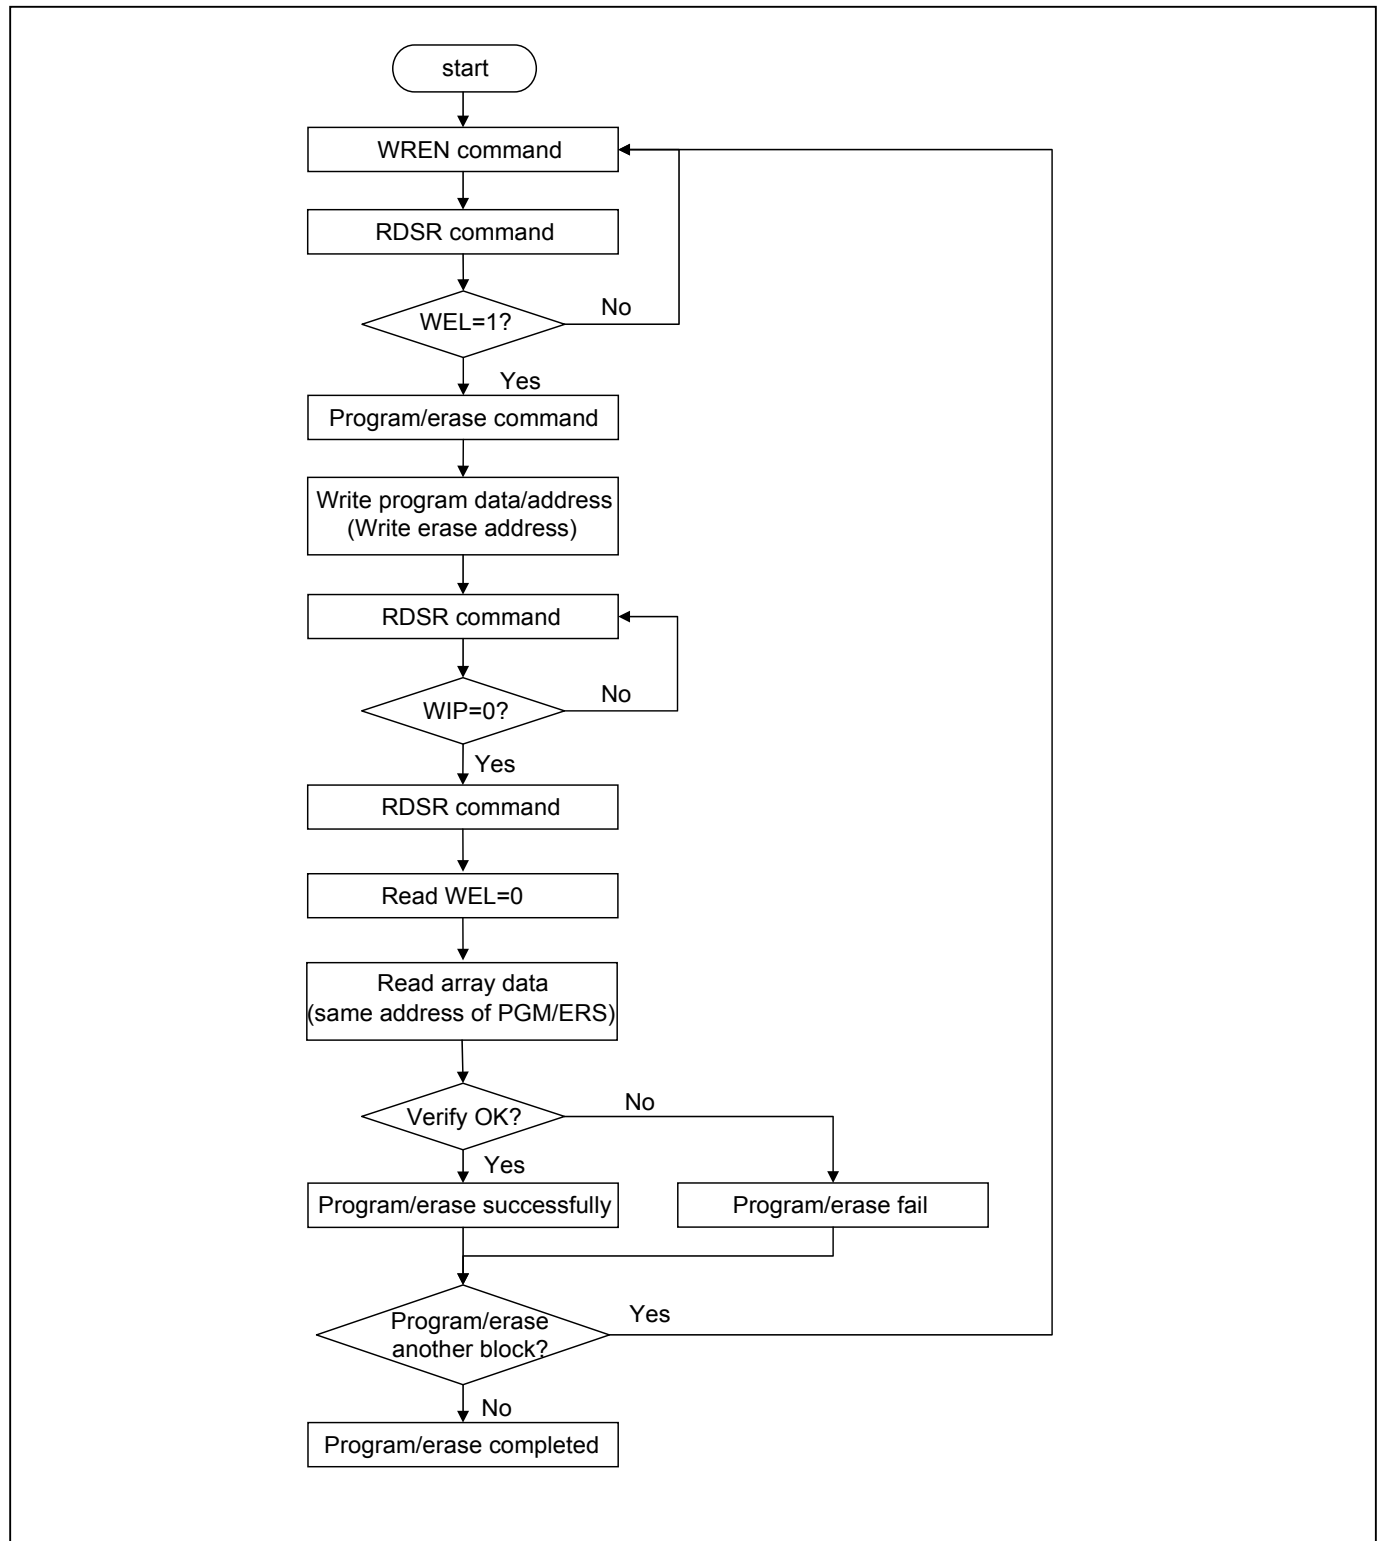 start
WREN command
RDSR command
WEL=1?
No
Yes
Program/erase command
Write program data/address
(Write erase address)
RDSR command
WIP=0?
No
Yes
RDSR command
Read WEL=0
Read array data
(same address of PGM/ERS)
Verify OK?
No
Yes
Program/erase successfully
Program/erase fail
Program/erase
another block?
Yes
No
Program/erase completed